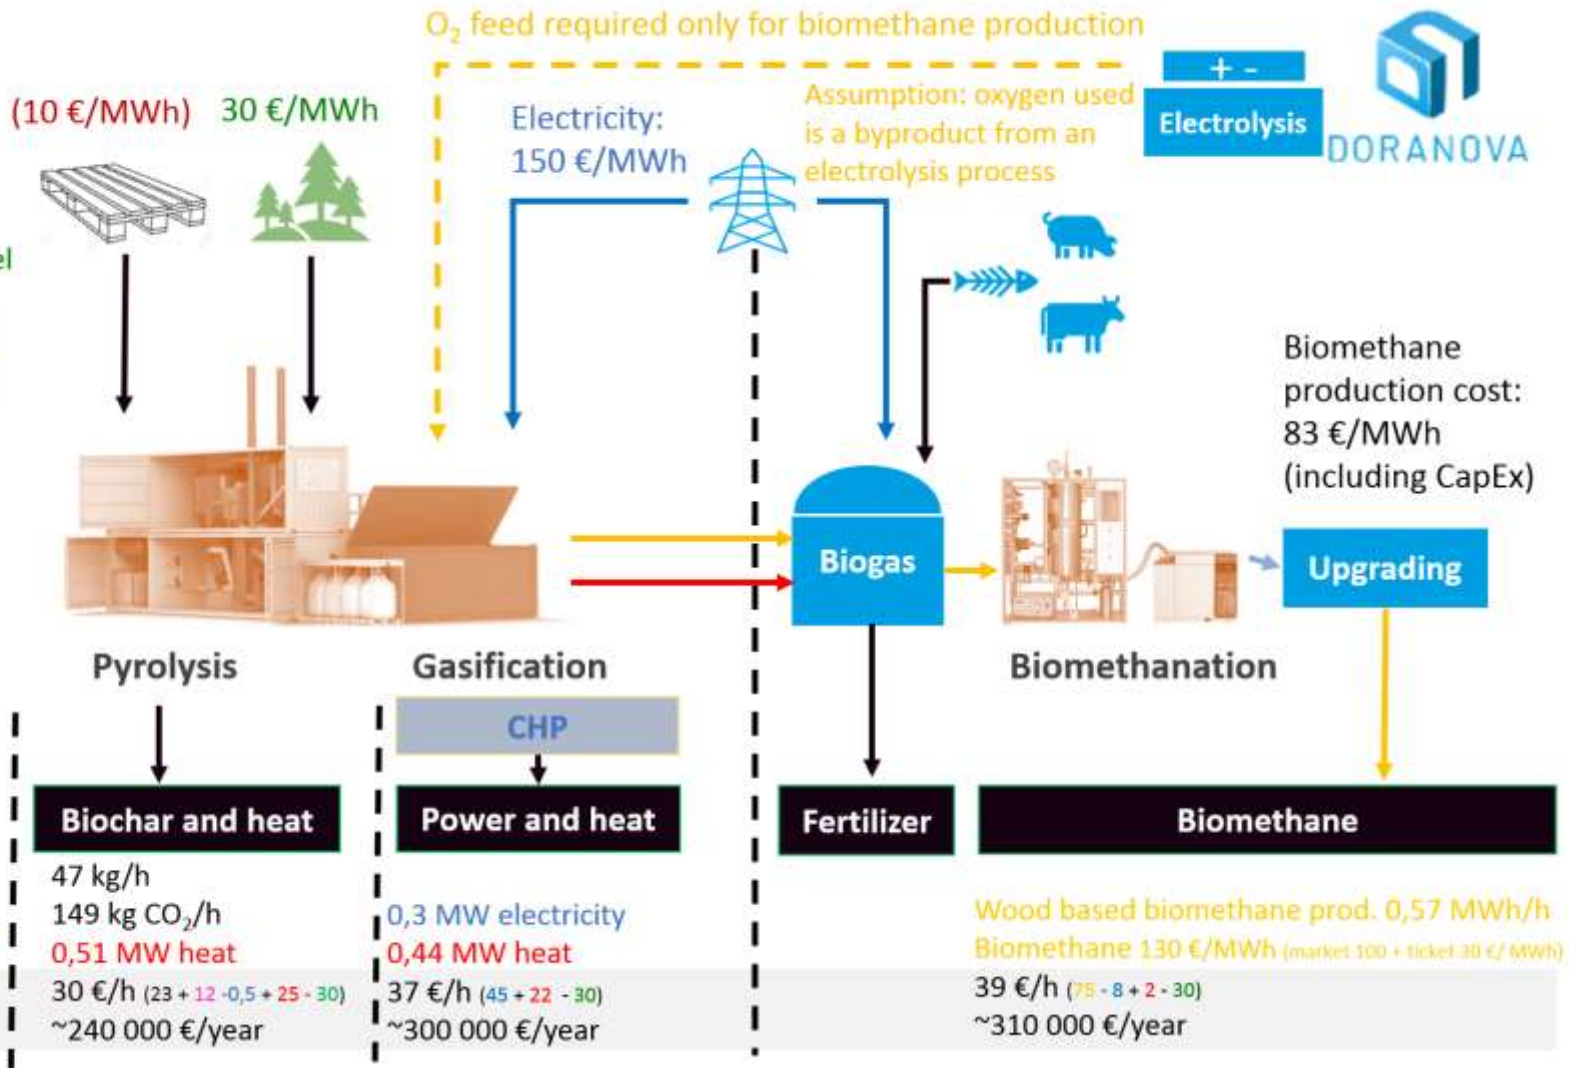 O₂ feed required only for biomethane production
+ -
Electrolysis
DORANOVA
(10 €/MWh) 30 €/MWh
Electricity:
150 €/MWh
Assumption: oxygen used
is a byproduct from an
electrolysis process
el
Biomethane
production cost:
83 €/MWh
(including CapEx)
Biogas
Upgrading
Pyrolysis
Gasification
Biomethanation
CHP
Biochar and heat
Power and heat
Fertilizer
Biomethane
47 kg/h
149 kg CO₂/h
0,51 MW heat
30 €/h (23 + 12 -0,5 + 25 - 30)
~240 000 €/year
0,3 MW electricity
0,44 MW heat
37 €/h (45 + 22 - 30)
~300 000 €/year
Wood based biomethane prod. 0,57 MWh/h
Biomethane 130 €/MWh (market 100 + ticket 30 €/ MWh)
39 €/h (75 - 8 + 2 - 30)
~310 000 €/year